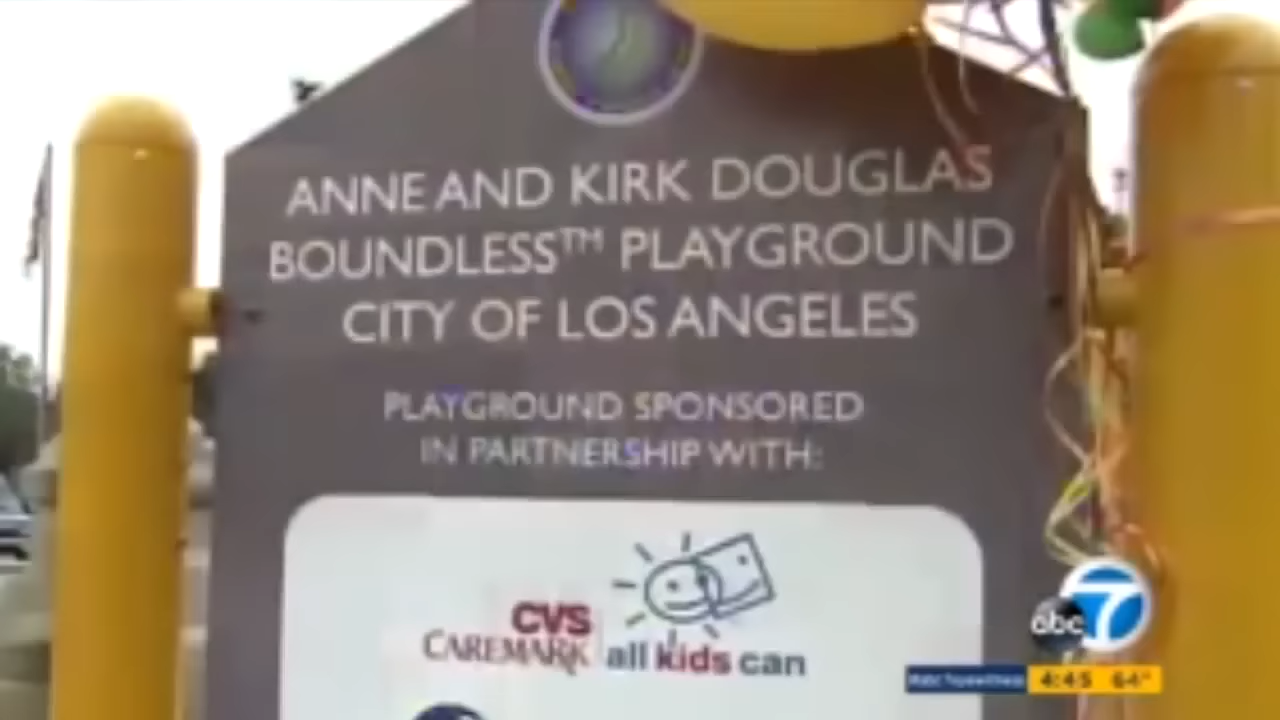 ANNE AND KIRK DOUGLAS
BOUNDLESS™ PLAYGROUND
CITY OF LOS ANGELES
PLAYGROUND SPONSORED
IN PARTNERSHIP WITH:
CVS
CAREMARK
all kids can
abc 7
4:45 64°